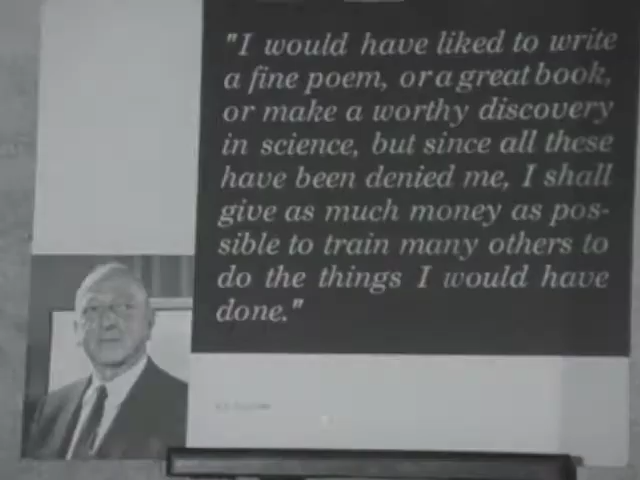 "I would have liked to write
a fine poem, or a great book,
or make a worthy discovery
in science, but since all these
have been denied me, I shall
give as much money as pos-
sible to train many others to
do the things I would have
done."